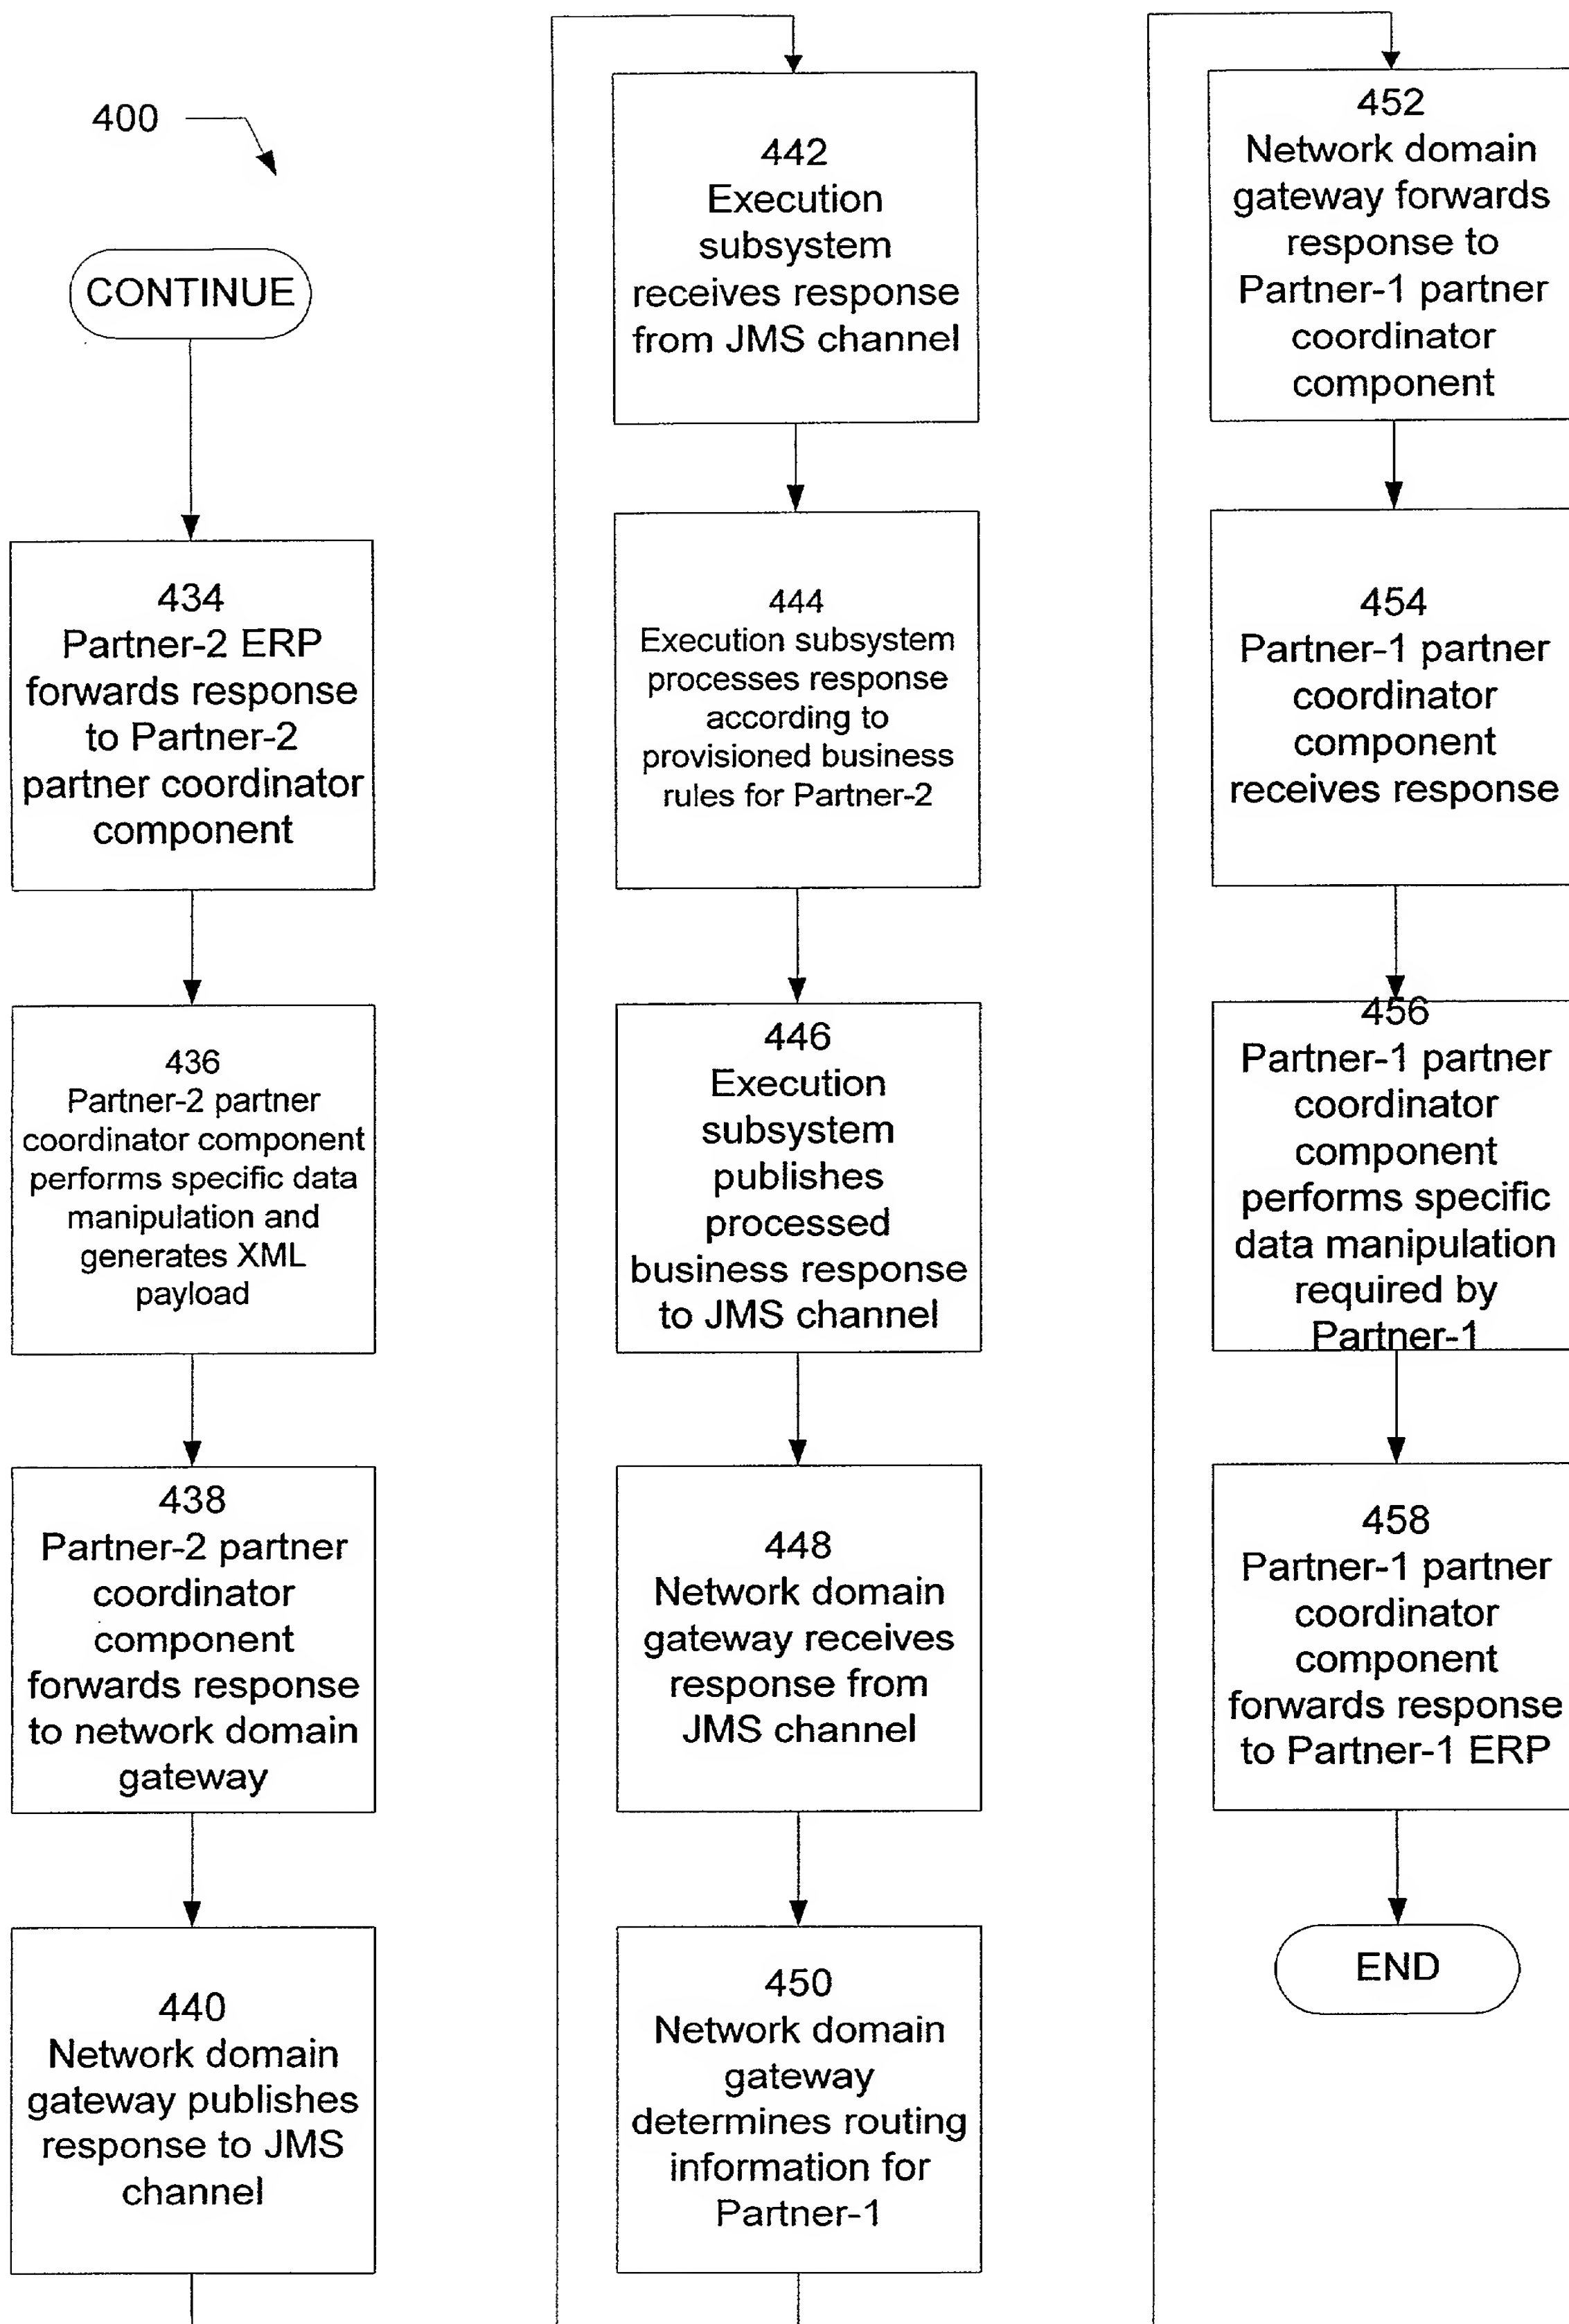 400
CONTINUE
434
Partner-2 ERP
forwards response
to Partner-2
partner coordinator
component
436
Partner-2 partner
coordinator component
performs specific data
manipulation and
generates XML
payload
438
Partner-2 partner
coordinator
component
forwards response
to network domain
gateway
440
Network domain
gateway publishes
response to JMS
channel
442
Execution
subsystem
receives response
from JMS channel
444
Execution subsystem
processes response
according to
provisioned business
rules for Partner-2
446
Execution
subsystem
publishes
processed
business response
to JMS channel
448
Network domain
gateway receives
response from
JMS channel
450
Network domain
gateway
determines routing
information for
Partner-1
452
Network domain
gateway forwards
response to
Partner-1 partner
coordinator
component
454
Partner-1 partner
coordinator
component
receives response
456
Partner-1 partner
coordinator
component
performs specific
data manipulation
required by
Partner-1
458
Partner-1 partner
coordinator
component
forwards response
to Partner-1 ERP
END